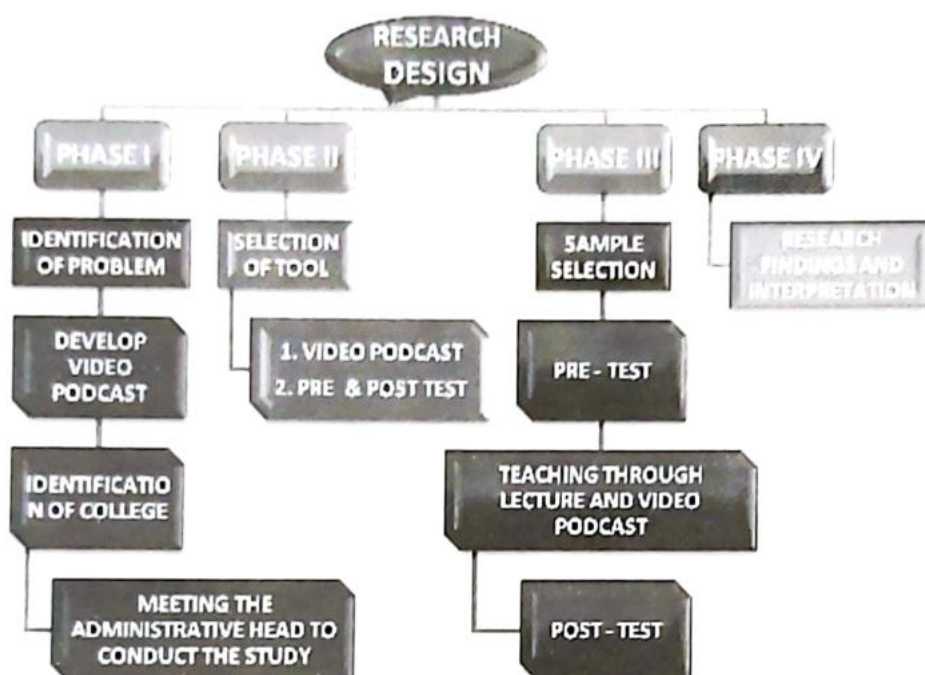 RESEARCH
DESIGN
PHASE I
PHASE II
PHASE III
PHASE IV
IDENTIFICATION
OF PROBLEM
SELECTION
OF TOOL
SAMPLE
SELECTION
RESEARCH
FINDINGS AND
INTERPRETATION
DEVELOP
VIDEO
PODCAST
1. VIDEO PODCAST
2. PRE & POST TEST
PRE - TEST
IDENTIFICATIO
N OF COLLEGE
TEACHING THROUGH
LECTURE AND VIDEO
PODCAST
MEETING THE
ADMINISTRATIVE HEAD TO
CONDUCT THE STUDY
POST - TEST